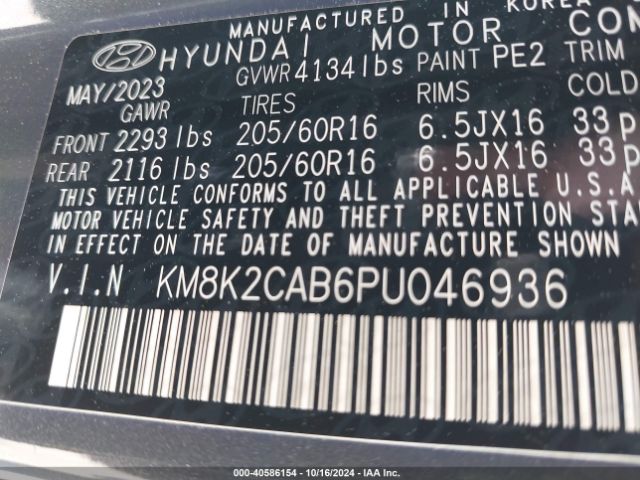 MANUFACTURED IN KOREA
HYUNDAI MOTOR
MAY/2023 GVWR 4134 lbs PAINT PE2 TRIM
GAWR TIRES RIMS COLD
FRONT 2293 lbs 205/60R16 6.5JX16 33
REAR 2116 lbs 205/60R16 6.5JX16 33
THIS VEHICLE CONFORMS TO ALL APPLICABLE U.S.A
MOTOR VEHICLE SAFETY AND THEFT PREVENTION
IN EFFECT ON THE DATE OF MANUFACTURE SHOWN
V.I.N KM8K2CAB6PU046936
000-40586154 - 10/16/2024 - IAA Inc.